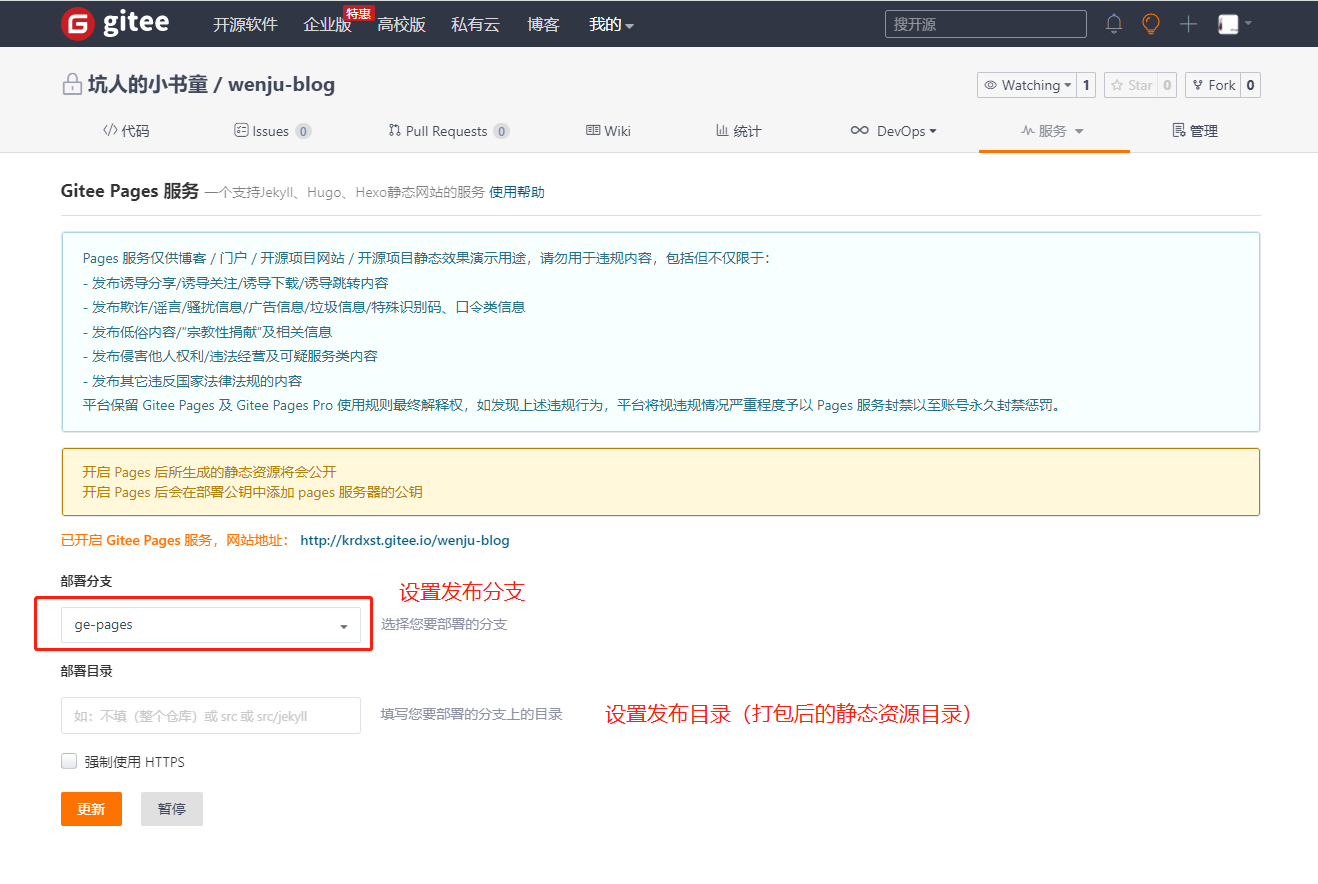 gitee 开源软件 企业版 特惠 高校版 私有云 博客 我的 搜开源
坑人的小书童 / wenju-blog Watching 1 Star 0 Fork 0
代码 Issues 0 Pull Requests 0 Wiki 统计 DevOps 服务 管理
Gitee Pages 服务 一个支持Jekyll、Hugo、Hexo静态网站的服务 使用帮助
Pages 服务仅供博客 / 门户 / 开源项目网站 / 开源项目静态效果演示用途，请勿用于违规内容，包括但不仅限于：
- 发布诱导分享/诱导关注/诱导下载/诱导跳转内容
- 发布欺诈/谣言/骚扰信息/广告信息/垃圾信息/特殊识别码、口令类信息
- 发布低俗内容/“宗教性捐献”及相关信息
- 发布侵害他人权利/违法经营及可疑服务类内容
- 发布其它违反国家法律法规的内容
平台保留 Gitee Pages 及 Gitee Pages Pro 使用规则最终解释权，如发现上述违规行为，平台将视违规情况严重程度予以 Pages 服务封禁以至账号永久封禁惩罚。
开启 Pages 后所生成的静态资源将会公开
开启 Pages 后会在部署公钥中添加 pages 服务器的公钥
已开启 Gitee Pages 服务，网站地址： http://krdxst.gitee.io/wenju-blog
部署分支
设置发布分支
ge-pages 选择您要部署的分支
部署目录
如：不填（整个仓库）或 src 或 src/jekyll 填写您要部署的分支上的目录 设置发布目录（打包后的静态资源目录）
强制使用 HTTPS
更新 暂停